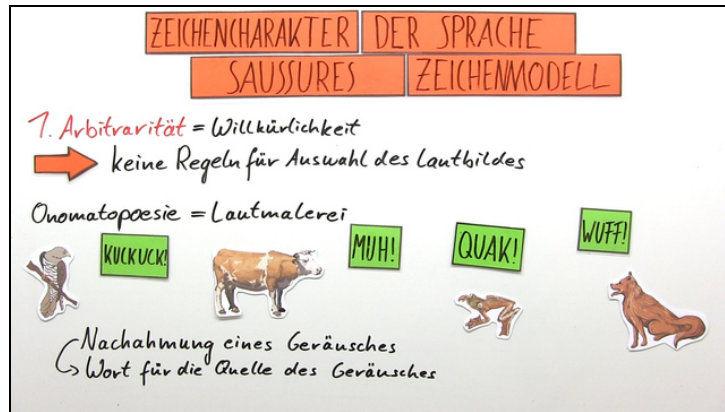 ZEICHENCHARAKTER DER SPRACHE
SAUSSURES ZEICHENMODELL
1. Arbitrarität = Willkürlichkeit
keine Regeln für Auswahl des Lautbildes
Onomatopoesie = Lautmalerei
KUCKUCK!
MUH!
QUAK!
WUFF!
Nachahmung eines Geräusches
Wort für die Quelle des Geräusches